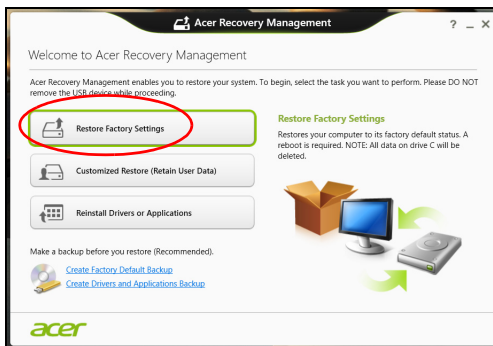 Acer Recovery Management
? _ X
Welcome to Acer Recovery Management
Acer Recovery Management enables you to restore your system. To begin, select the task you want to perform. Please DO NOT
remove the USB device while proceeding.
Restore Factory Settings
Customized Restore (Retain User Data)
Reinstall Drivers or Applications
Restore Factory Settings
Restores your computer to its factory default status. A
reboot is required. NOTE: All data on drive C will be
deleted.
Make a backup before you restore (Recommended).
Create Factory Default Backup
Create Drivers and Applications Backup
acer